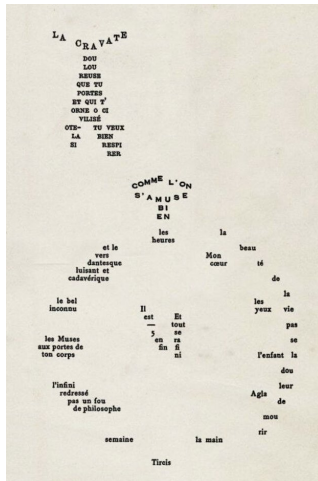 LA CRAVATE
DOU
LOU
REUSE
QUE TU
PORTES
ET QUI T'
ORNE O CI
VILISÉ
OTE- TU VEUX
LA BIEN
SI RESPI
RER
COMME L'ON
S'AMUSE
BI
EN
les
heures
la
beau
té
de
la
vie
pas
se
l'enfant la
dou
leur
de
mou
rir
et le
vers
dantesque
luisant et
cadavérique
le bel
inconnu
les Muses
aux portes de
ton corps
l'infini
redressé
pas un fou
de philosophe
semaine
Mon
cœur
les
yeux
Agla
la main
Tircis
Il
est
—
5
en
fin
Et
tout
se
ra
fi
ni